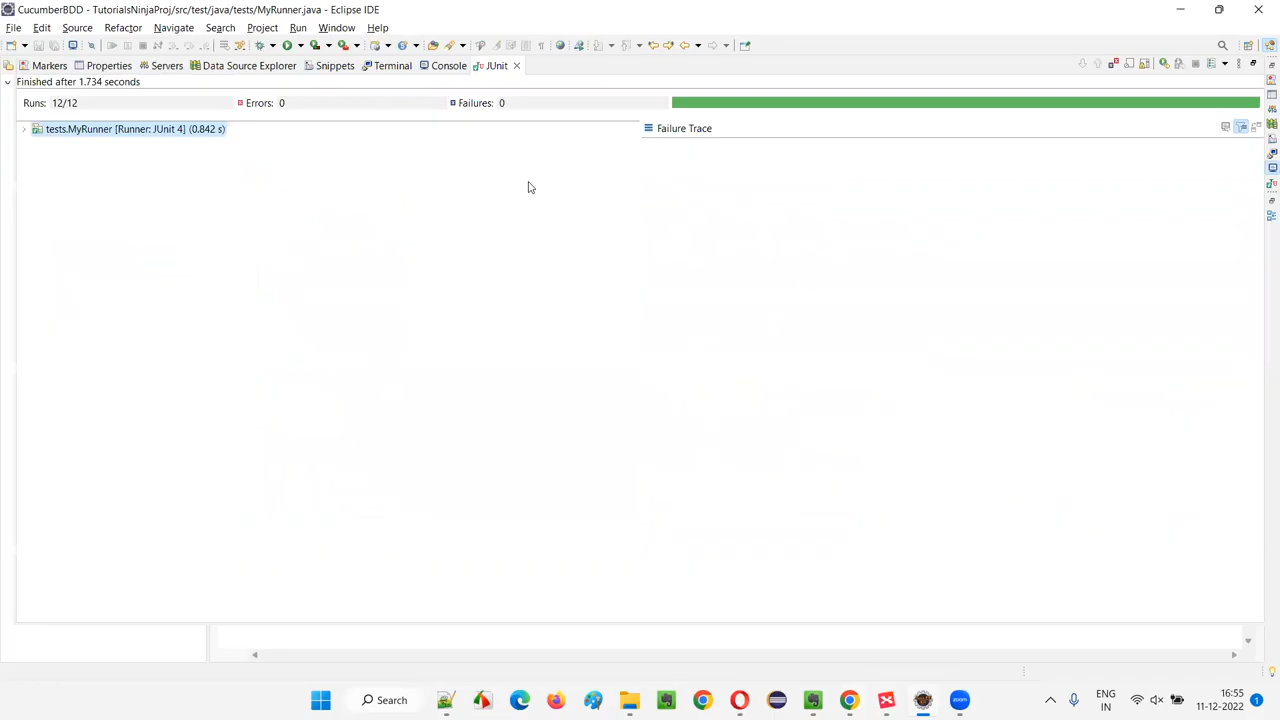 CucumberBDD - TutorialsNinjaProj/src/test/java/tests/MyRunner.java - Eclipse IDE
File Edit Source Refactor Navigate Search Project Run Window Help
Markers Properties Servers Data Source Explorer Snippets Terminal Console JUnit
Finished after 1.734 seconds
Runs: 12/12 Errors: 0 Failures: 0
tests.MyRunner [Runner: JUnit 4] (0.842 s)
Failure Trace
Search
ENG
IN
16:55
11-12-2022
1
zoom